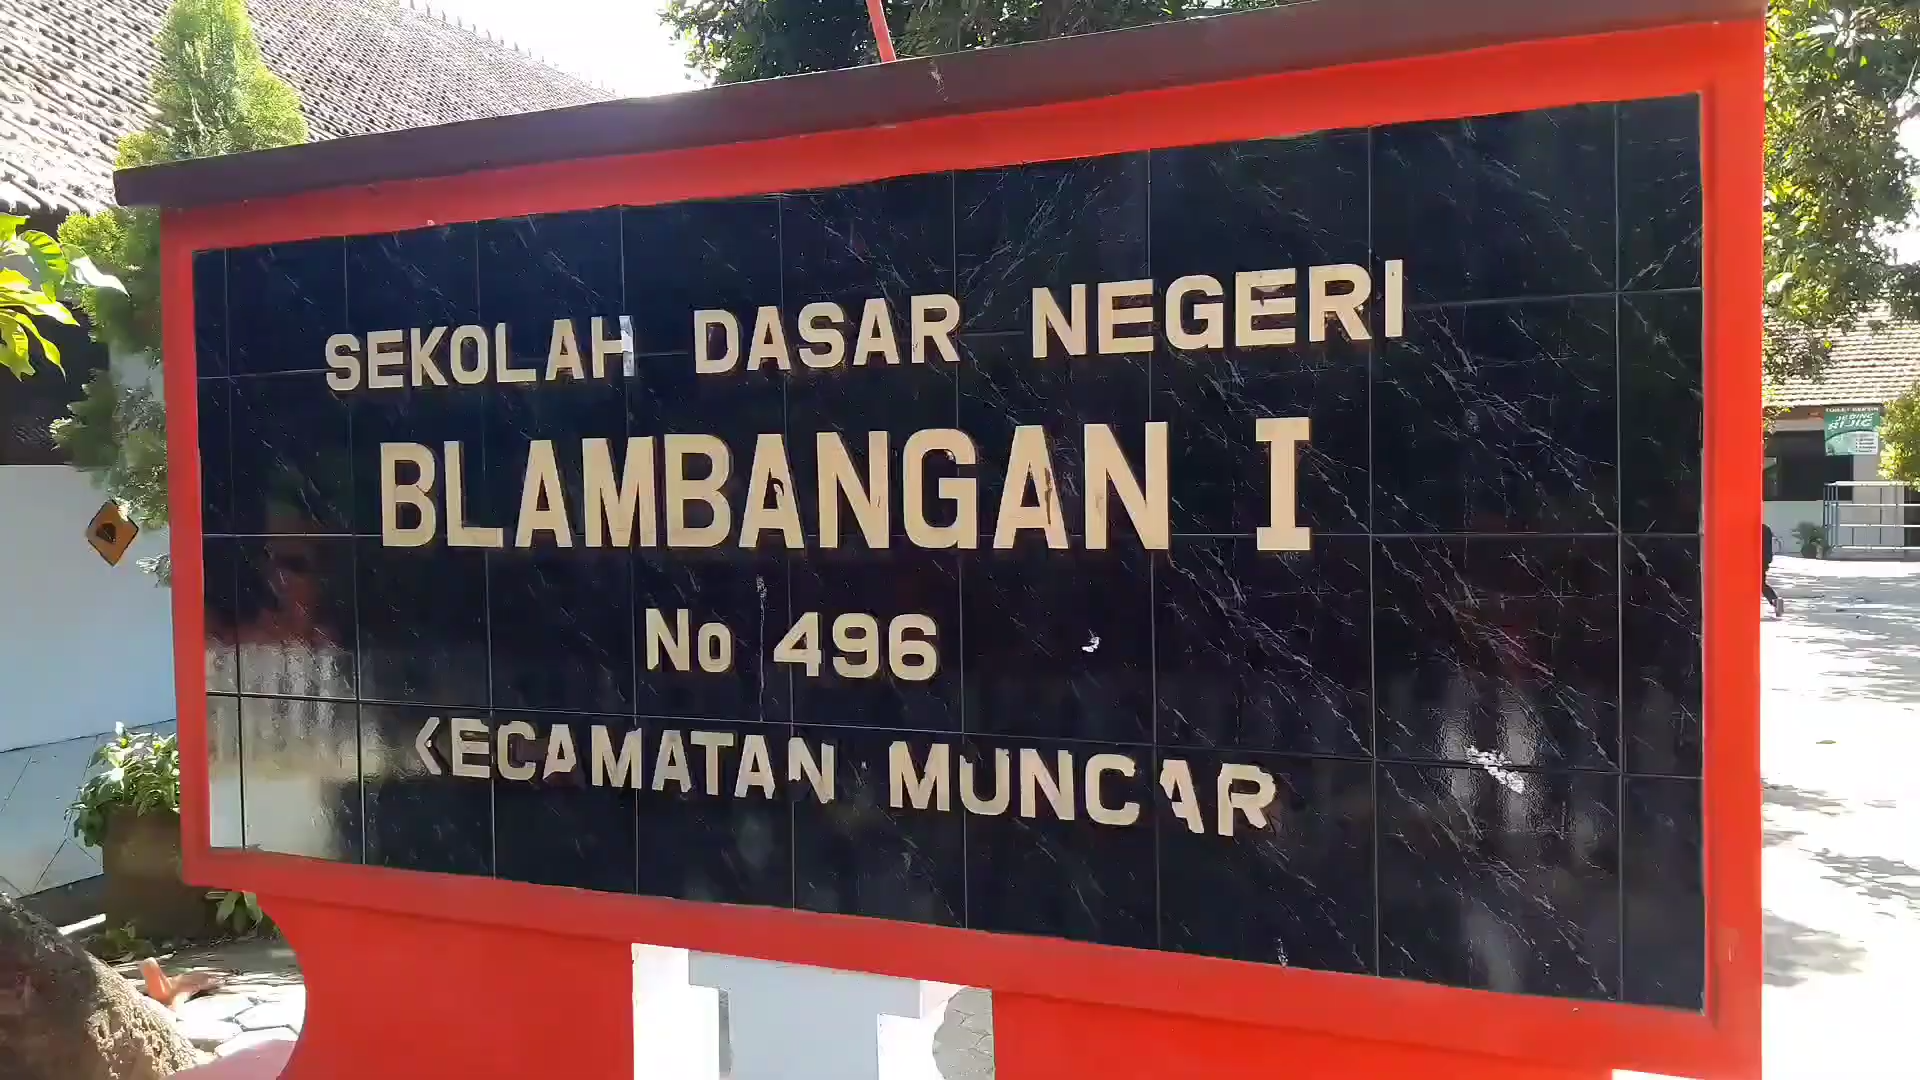 SEKOLAH DASAR NEGERI
BLAMBANGAN I
No 496
KECAMATAN MUNCAR